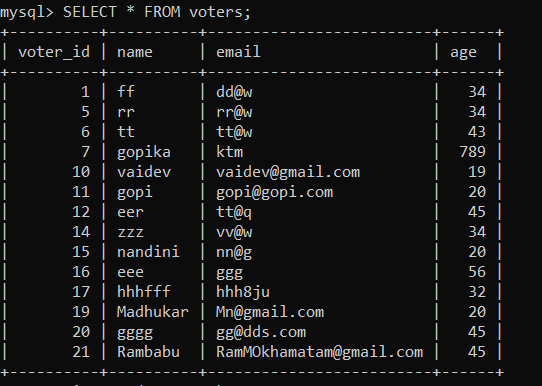 mysql> SELECT * FROM voters;
+----------+----------+-------------------------+------+
| voter_id | name     | email                   | age  |
+----------+----------+-------------------------+------+
|        1 | ff       | dd@w                    |   34 |
|        5 | rr       | rr@w                    |   34 |
|        6 | tt       | tt@w                    |   43 |
|        7 | gopika   | ktm                     |  789 |
|       10 | vaidev   | vaidev@gmail.com        |   19 |
|       11 | gopi     | gopi@gopi.com           |   20 |
|       12 | eer      | tt@q                    |   45 |
|       14 | zzz      | vv@w                    |   34 |
|       15 | nandini  | nn@g                    |   20 |
|       16 | eee      | ggg                     |   56 |
|       17 | hhhfff   | hhh8ju                  |   32 |
|       19 | Madhukar | Mn@gmail.com            |   20 |
|       20 | gggg     | gg@dds.com              |   45 |
|       21 | Rambabu  | RamMOkhamatam@gmail.com |   45 |
+----------+----------+-------------------------+------+